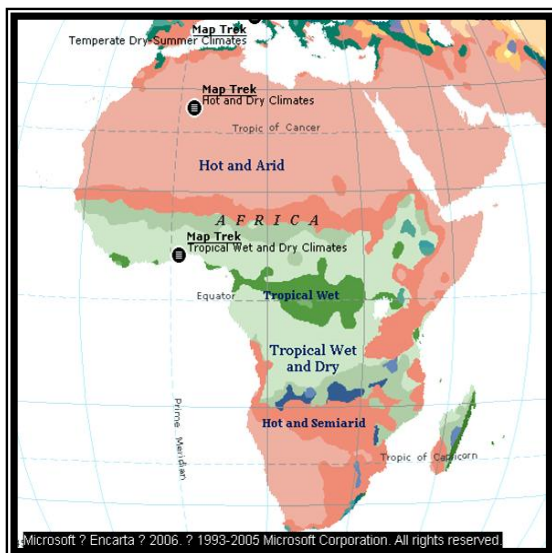 Map Trek
Temperate Dry-Summer Climates
Map Trek
Hot and Dry Climates
Tropic of Cancer
Hot and Arid
AFRICA
Map Trek
Tropical Wet and Dry Climates
Equator
Tropical Wet
Tropical Wet
and Dry
Prime Meridian
Hot and Semiarid
Tropic of Capricorn
Microsoft ? Encarta ? 2006. ? 1993-2005 Microsoft Corporation. All rights reserved.